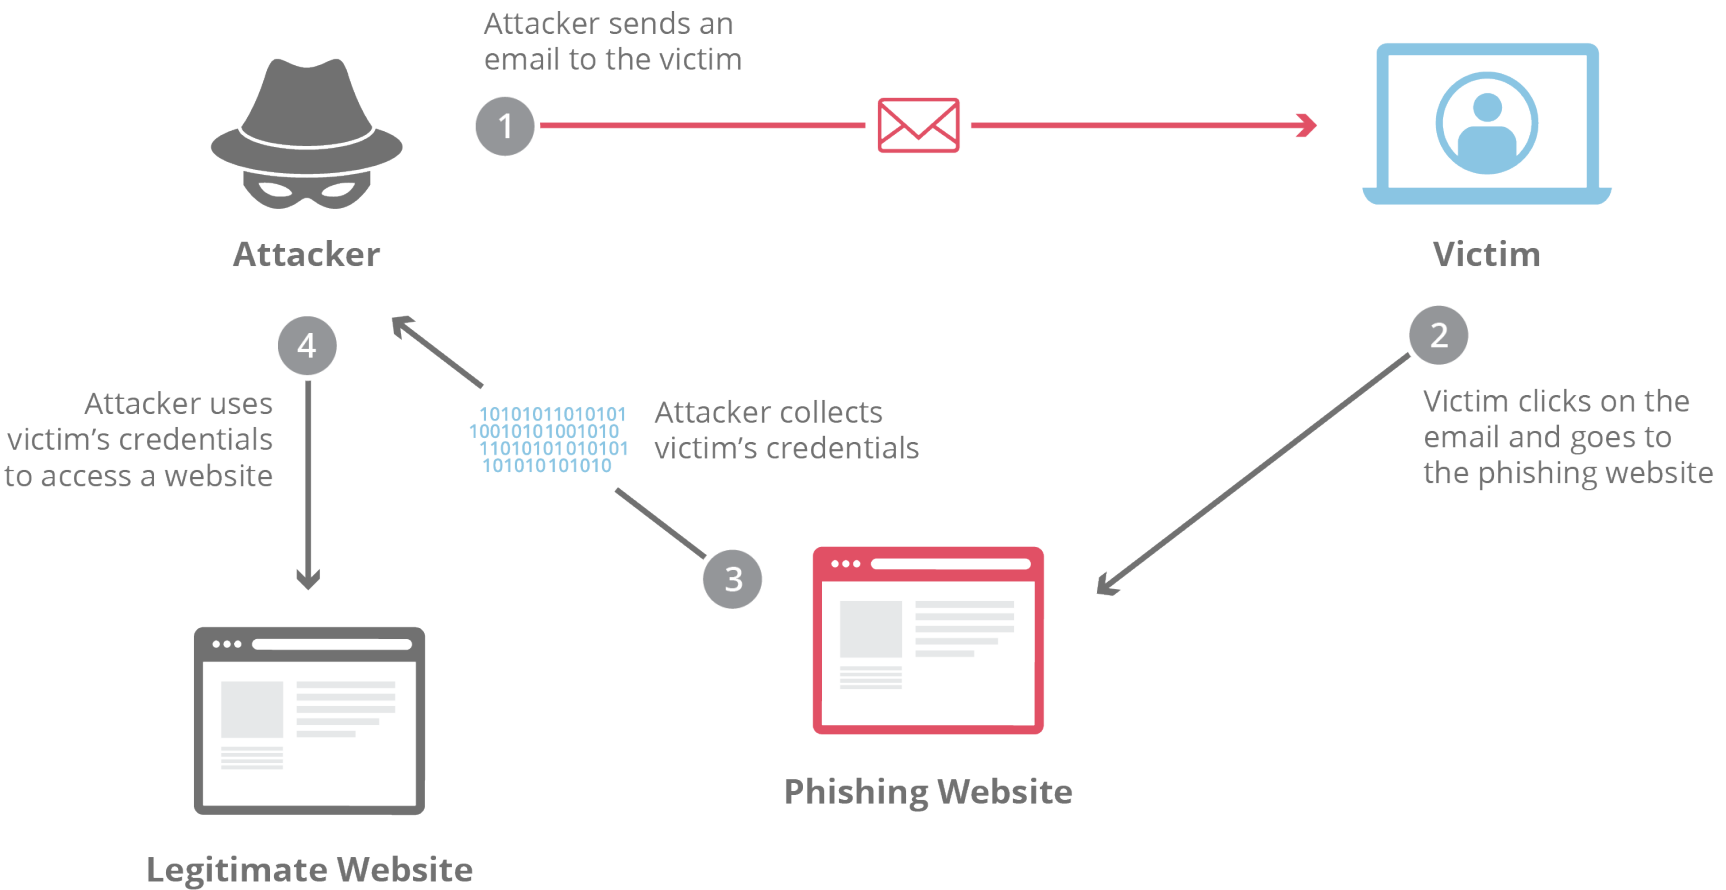 Attacker sends an
email to the victim
1
Attacker
Victim
2
Victim clicks on the
email and goes to
the phishing website
4
Attacker uses
victim’s credentials
to access a website
10101011010101
10010101001010
11010101010101
101010101010
Attacker collects
victim’s credentials
3
Phishing Website
Legitimate Website